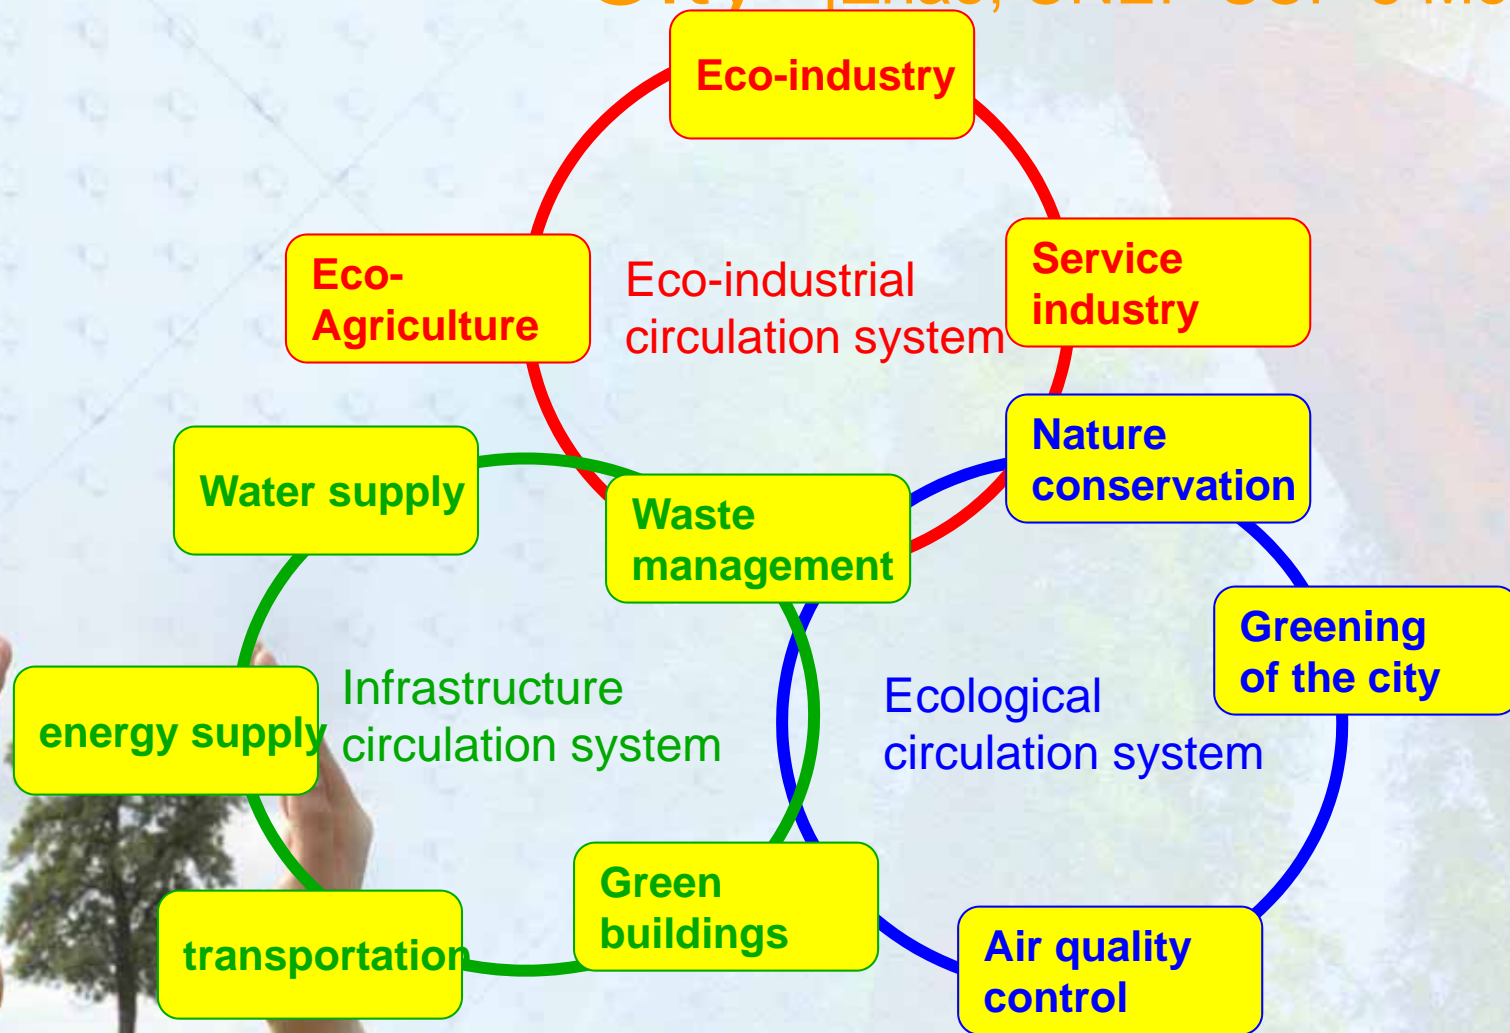 Eco-industry
Eco-
Agriculture
Eco-industrial
circulation system
Service
industry
Nature
conservation
Water supply
Waste
management
Greening
of the city
energy supply
Infrastructure
circulation system
Ecological
circulation system
Green
buildings
transportation
Air quality
control